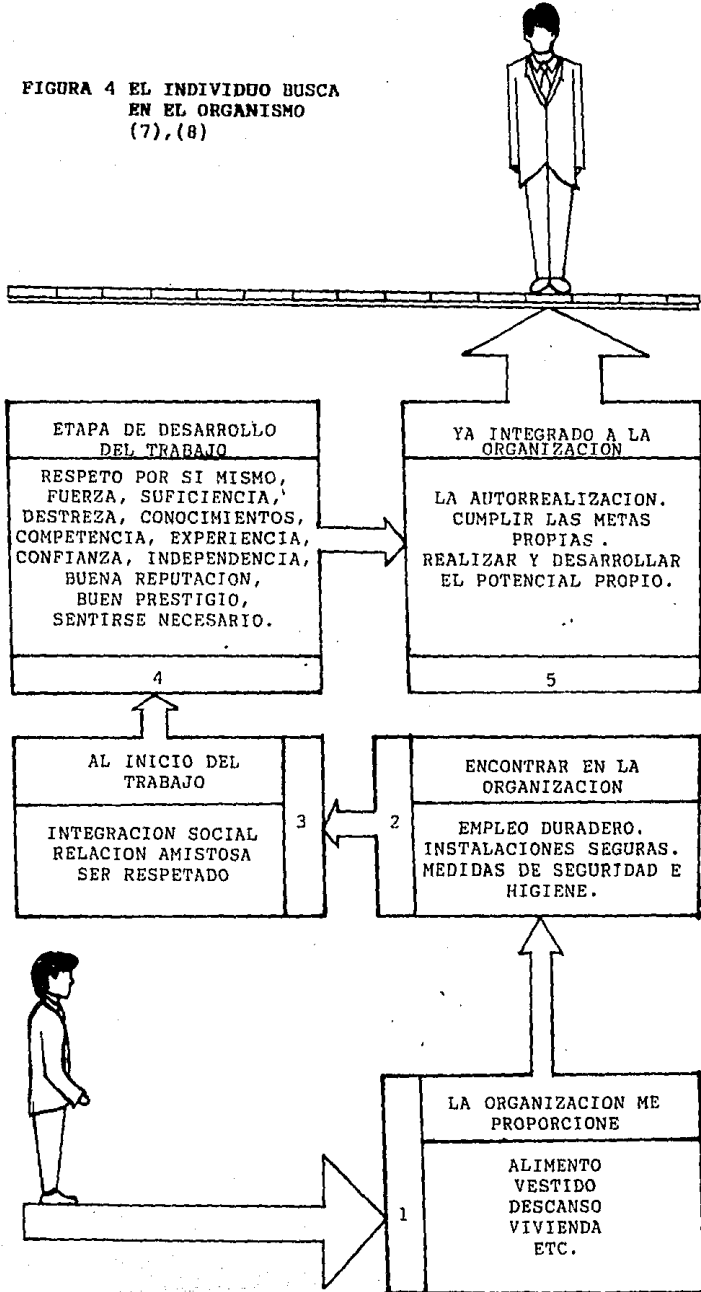 FIGURA 4 EL INDIVIDUO BUSCA
EN EL ORGANISMO
(7),(8)
ETAPA DE DESARROLLO
DEL TRABAJO
RESPETO POR SI MISMO,
FUERZA, SUFICIENCIA,
DESTREZA, CONOCIMIENTOS,
COMPETENCIA, EXPERIENCIA,
CONFIANZA, INDEPENDENCIA,
BUENA REPUTACION,
BUEN PRESTIGIO,
SENTIRSE NECESARIO.
4
YA INTEGRADO A LA
ORGANIZACION
LA AUTORREALIZACION.
CUMPLIR LAS METAS
PROPIAS.
REALIZAR Y DESARROLLAR
EL POTENCIAL PROPIO.
5
AL INICIO DEL
TRABAJO
INTEGRACION SOCIAL
RELACION AMISTOSA
SER RESPETADO
3
2
ENCONTRAR EN LA
ORGANIZACION
EMPLEO DURADERO.
INSTALACIONES SEGURAS.
MEDIDAS DE SEGURIDAD E
HIGIENE.
1
LA ORGANIZACION ME
PROPORCIONE
ALIMENTO
VESTIDO
DESCANSO
VIVIENDA
ETC.